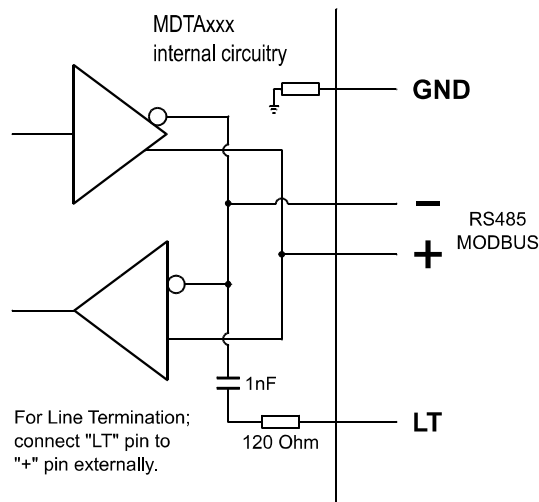 MDTAxxx
internal circuitry
GND
−
+
RS485
MODBUS
1nF
120 Ohm
LT
For Line Termination;
connect "LT" pin to
"+" pin externally.